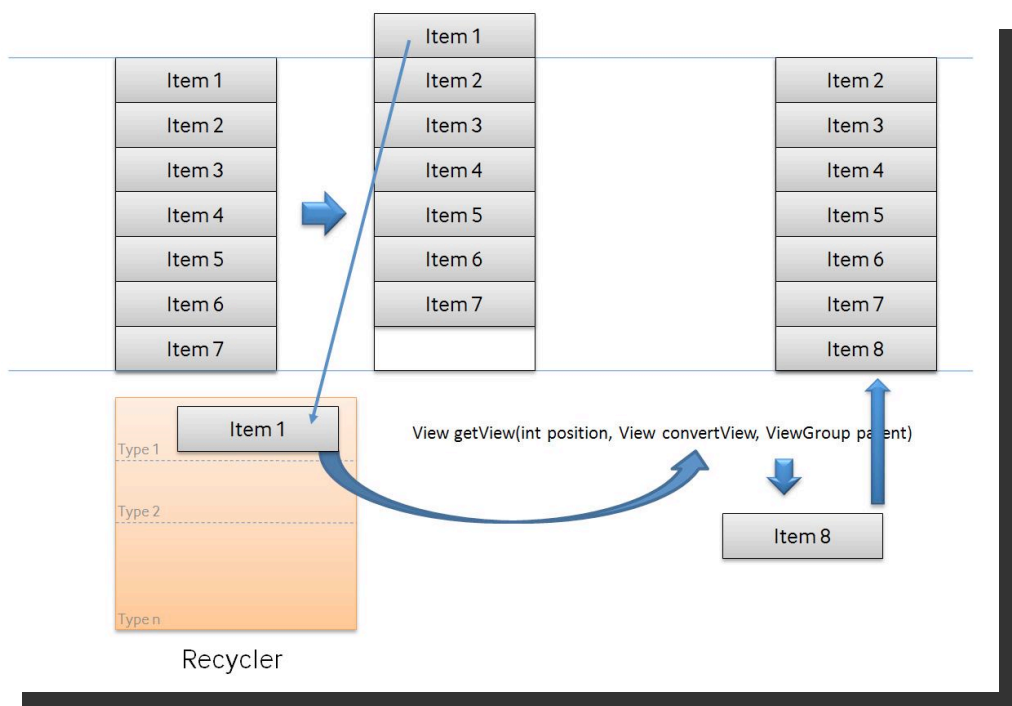 Item 1
Item 2
Item 3
Item 4
Item 5
Item 6
Item 7
Item 1
Item 2
Item 3
Item 4
Item 5
Item 6
Item 7
Item 2
Item 3
Item 4
Item 5
Item 6
Item 7
Item 8
Item 1
Type 1
Type 2
Type n
Recycler
View getView(int position, View convertView, ViewGroup parent)
Item 8